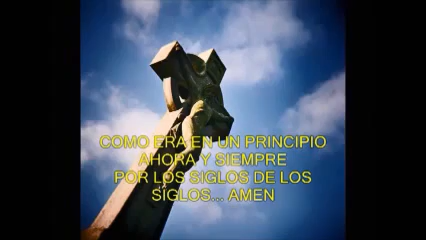 COMO ERA EN UN PRINCIPIO
AHORA Y SIEMPRE
POR LOS SIGLOS DE LOS
SIGLOS... AMEN